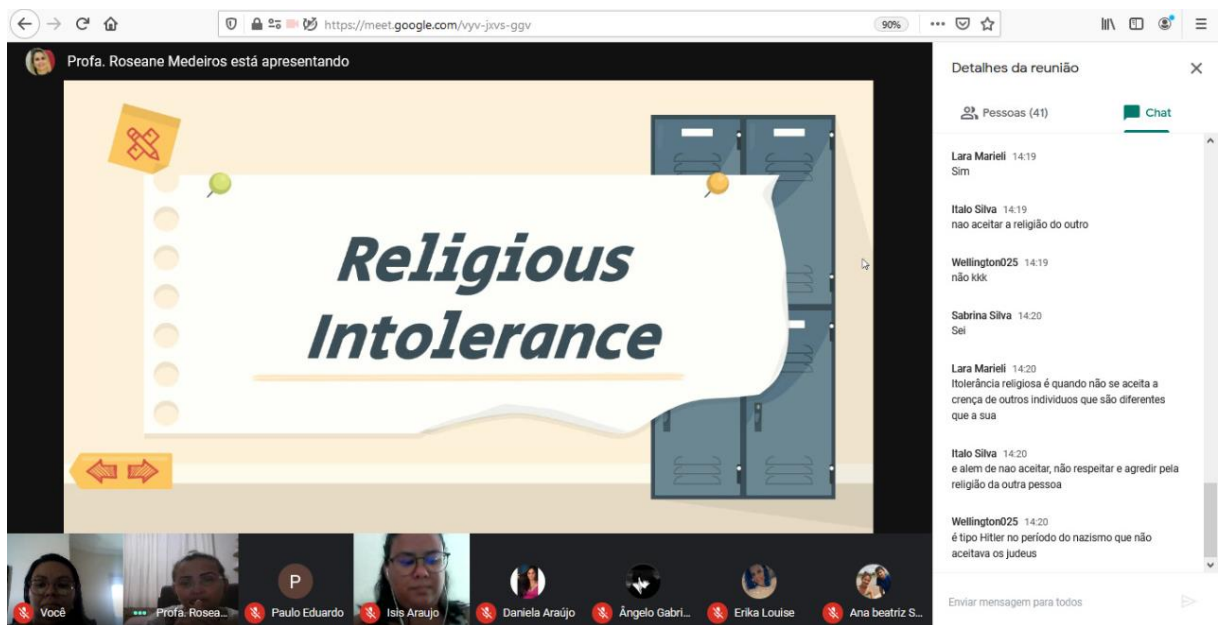 https://meet.google.com/vyv-jxvs-ggv
90%
Profa. Roseane Medeiros está apresentando
Religious
Intolerance
Detalhes da reunião
Pessoas (41)
Chat
Lara Marieli 14:19
Sim
Italo Silva 14:19
nao aceitar a religião do outro
Wellington025 14:19
não kkk
Sabrina Silva 14:20
Sei
Lara Marieli 14:20
Itolerância religiosa é quando não se aceita a
crença de outros individuos que são diferentes
que a sua
Italo Silva 14:20
e alem de nao aceitar, não respeitar e agredir pela
religião da outra pessoa
Wellington025 14:20
é tipo Hitler no período do nazismo que não
aceitava os judeus
Enviar mensagem para todos
P
Você
Profa. Rosea...
Paulo Eduardo
Isis Araujo
Daniela Araújo
Ângelo Gabri...
Erika Louise
Ana beatriz S...